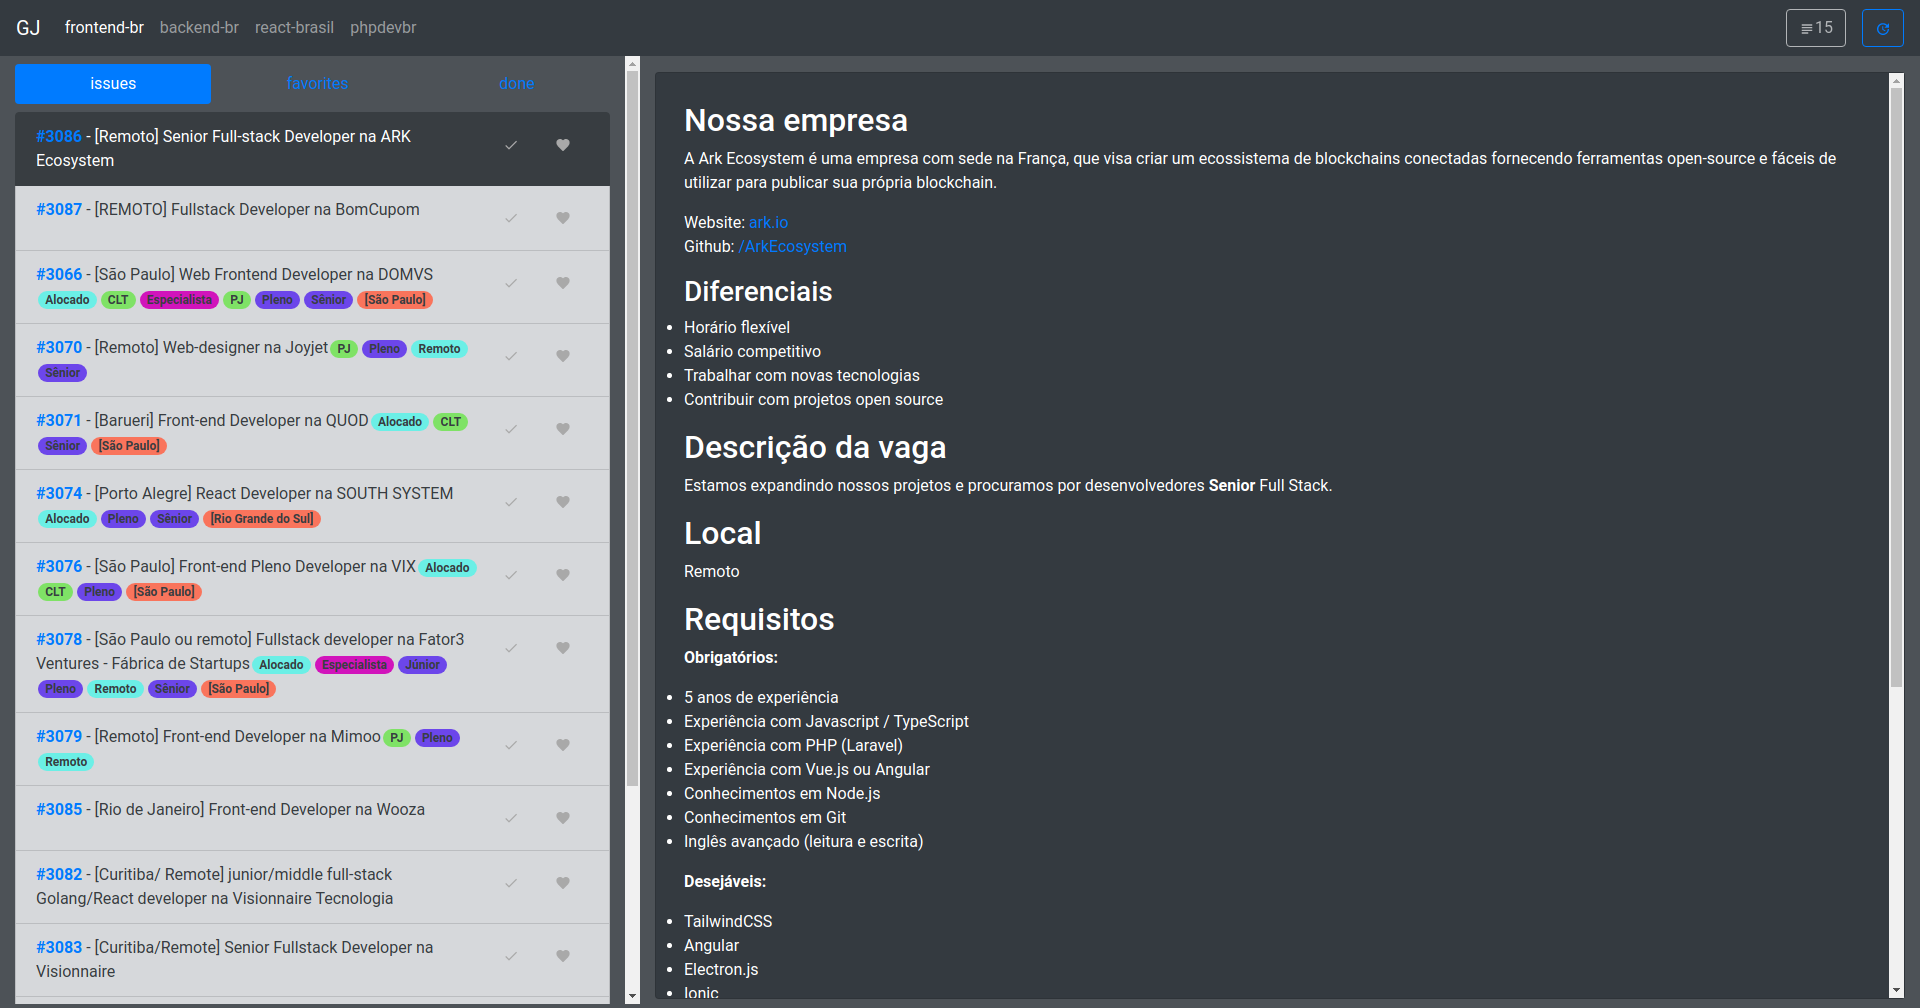 GJ frontend-br backend-br react-brasil phpdevbr 15
issues favorites done
#3086 - [Remoto] Senior Full-stack Developer na ARK
Ecosystem
#3087 - [REMOTO] Fullstack Developer na BomCupom
#3066 - [São Paulo] Web Frontend Developer na DOMVS
Alocado CLT Especialista PJ Pleno Sênior [São Paulo]
#3070 - [Remoto] Web-designer na Joyjet PJ Pleno Remoto
Sênior
#3071 - [Barueri] Front-end Developer na QUOD Alocado CLT
Sênior [São Paulo]
#3074 - [Porto Alegre] React Developer na SOUTH SYSTEM
Alocado Pleno Sênior [Rio Grande do Sul]
#3076 - [São Paulo] Front-end Pleno Developer na VIX Alocado
CLT Pleno [São Paulo]
#3078 - [São Paulo ou remoto] Fullstack developer na Fator3
Ventures - Fábrica de Startups Alocado Especialista Júnior
Pleno Remoto Sênior [São Paulo]
#3079 - [Remoto] Front-end Developer na Mimoo PJ Pleno
Remoto
#3085 - [Rio de Janeiro] Front-end Developer na Wooza
#3082 - [Curitiba/ Remote] junior/middle full-stack
Golang/React developer na Visionnaire Tecnologia
#3083 - [Curitiba/Remote] Senior Fullstack Developer na
Visionnaire
Nossa empresa
A Ark Ecosystem é uma empresa com sede na França, que visa criar um ecossistema de blockchains conectadas fornecendo ferramentas open-source e fáceis de
utilizar para publicar sua própria blockchain.
Website: ark.io
Github: /ArkEcosystem
Diferenciais
Horário flexível
Salário competitivo
Trabalhar com novas tecnologias
Contribuir com projetos open source
Descrição da vaga
Estamos expandindo nossos projetos e procuramos por desenvolvedores Senior Full Stack.
Local
Remoto
Requisitos
Obrigatórios:
5 anos de experiência
Experiência com Javascript / TypeScript
Experiência com PHP (Laravel)
Experiência com Vue.js ou Angular
Conhecimentos em Node.js
Conhecimentos em Git
Inglês avançado (leitura e escrita)
Desejáveis:
TailwindCSS
Angular
Electron.js
Ionic